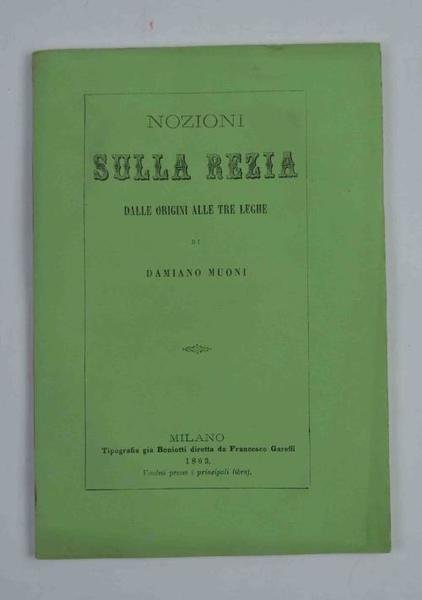 NOZIONI
SULLA REZIA
DALLE ORIGINI ALLE TRE LEGHE
DI
DAMIANO MUONI
MILANO
Tipografia già Boniotti diretta da Francesco Gareffi
1863.
Vendesi presso i principali libraj.